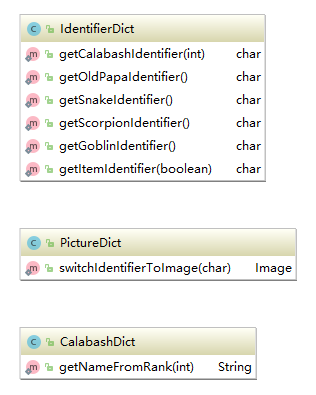 IdentifierDict
getCalabashIdentifier(int) char
getOldPapaIdentifier() char
getSnakeIdentifier() char
getScorpionIdentifier() char
getGoblinIdentifier() char
getItemIdentifier(boolean) char
PictureDict
switchIdentifierToImage(char) Image
CalabashDict
getNameFromRank(int) String